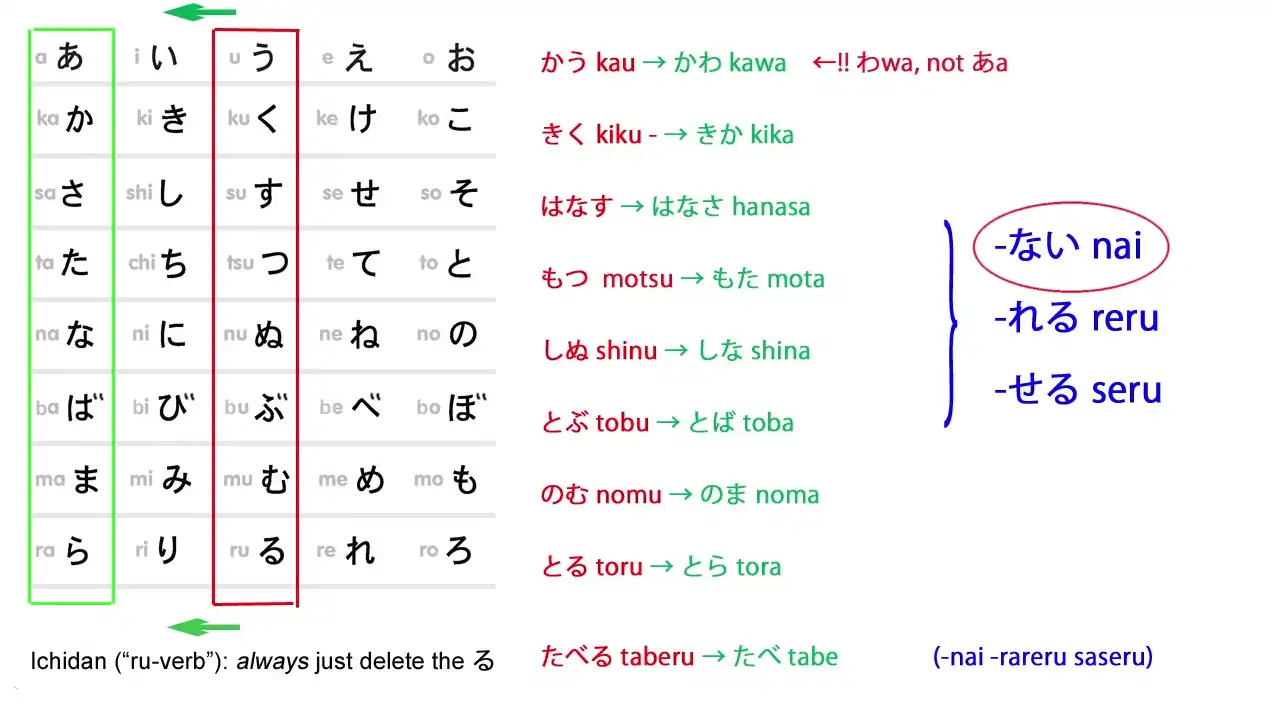 a あ i い u う e え o お
ka か ki き ku く ke け ko こ
sa さ shi し su す se せ so そ
ta た chi ち tsu つ te て to と
na な ni に nu ぬ ne ね no の
ba ば bi び bu ぶ be べ bo ぼ
ma ま mi み mu む me め mo も
ra ら ri り ru る re れ ro ろ
Ichidan (“ru-verb”): always just delete the る
かう kau → かわ kawa ←!! わwa, not あa
きく kiku - → きか kika
はなす → はなさ hanasa
もつ motsu → もた mota
しぬ shinu → しな shina
とぶ tobu → とば toba
のむ nomu → のま noma
とる toru → とら tora
たべる taberu → たべ tabe
-ない nai
-れる reru
-せる seru
(-nai -rareru saseru)